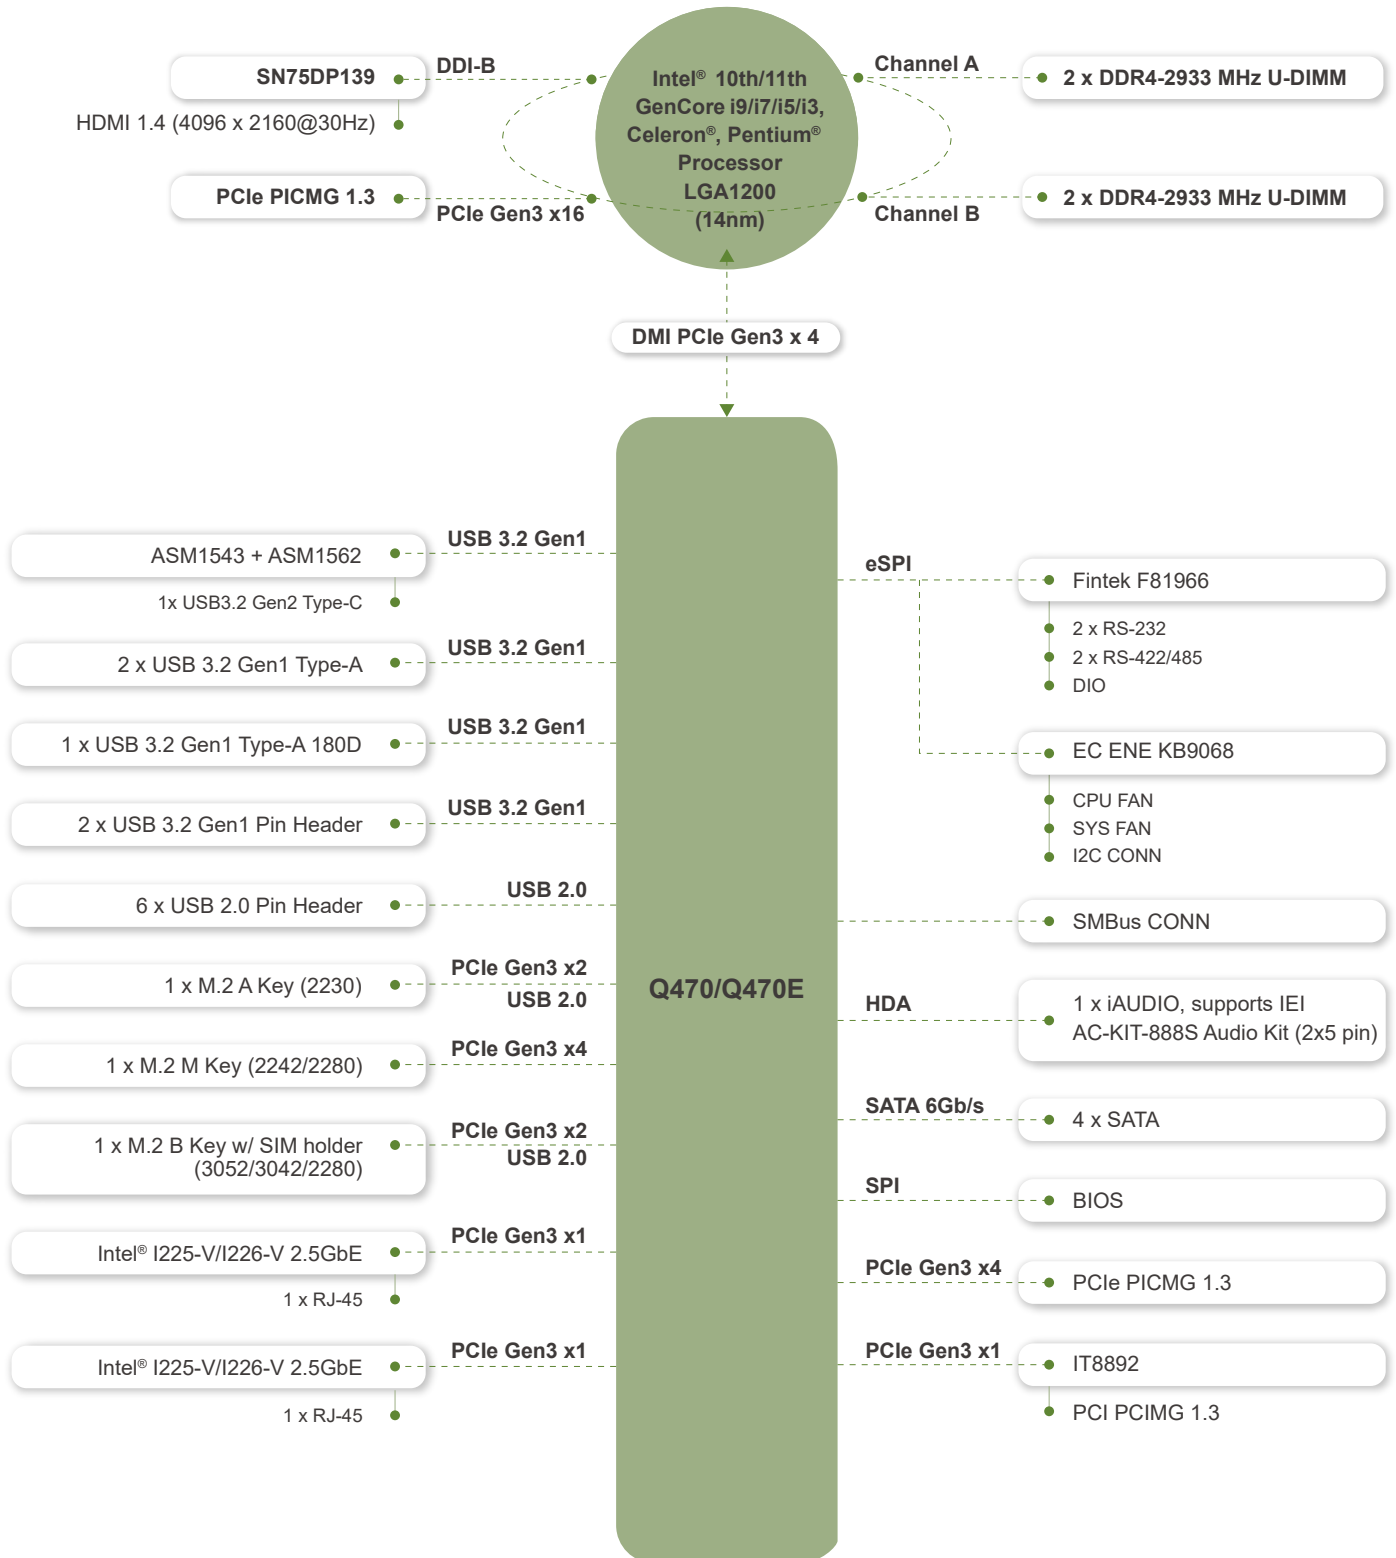 SN75DP139
DDI-B
HDMI 1.4 (4096 x 2160@30Hz)
PCIe PICMG 1.3
PCIe Gen3 x16
Intel® 10th/11th
GenCore i9/i7/i5/i3,
Celeron®, Pentium®
Processor
LGA1200
(14nm)
Channel A
2 x DDR4-2933 MHz U-DIMM
Channel B
2 x DDR4-2933 MHz U-DIMM
DMI PCIe Gen3 x 4
Q470/Q470E
ASM1543 + ASM1562
USB 3.2 Gen1
1x USB3.2 Gen2 Type-C
2 x USB 3.2 Gen1 Type-A
USB 3.2 Gen1
1 x USB 3.2 Gen1 Type-A 180D
USB 3.2 Gen1
2 x USB 3.2 Gen1 Pin Header
USB 3.2 Gen1
6 x USB 2.0 Pin Header
USB 2.0
1 x M.2 A Key (2230)
PCIe Gen3 x2
USB 2.0
1 x M.2 M Key (2242/2280)
PCIe Gen3 x4
1 x M.2 B Key w/ SIM holder
(3052/3042/2280)
PCIe Gen3 x2
USB 2.0
Intel® I225-V/I226-V 2.5GbE
PCIe Gen3 x1
1 x RJ-45
Intel® I225-V/I226-V 2.5GbE
PCIe Gen3 x1
1 x RJ-45
eSPI
Fintek F81966
2 x RS-232
2 x RS-422/485
DIO
EC ENE KB9068
CPU FAN
SYS FAN
I2C CONN
SMBus CONN
HDA
1 x iAUDIO, supports IEI
AC-KIT-888S Audio Kit (2x5 pin)
SATA 6Gb/s
4 x SATA
SPI
BIOS
PCIe Gen3 x4
PCIe PICMG 1.3
PCIe Gen3 x1
IT8892
PCI PCIMG 1.3